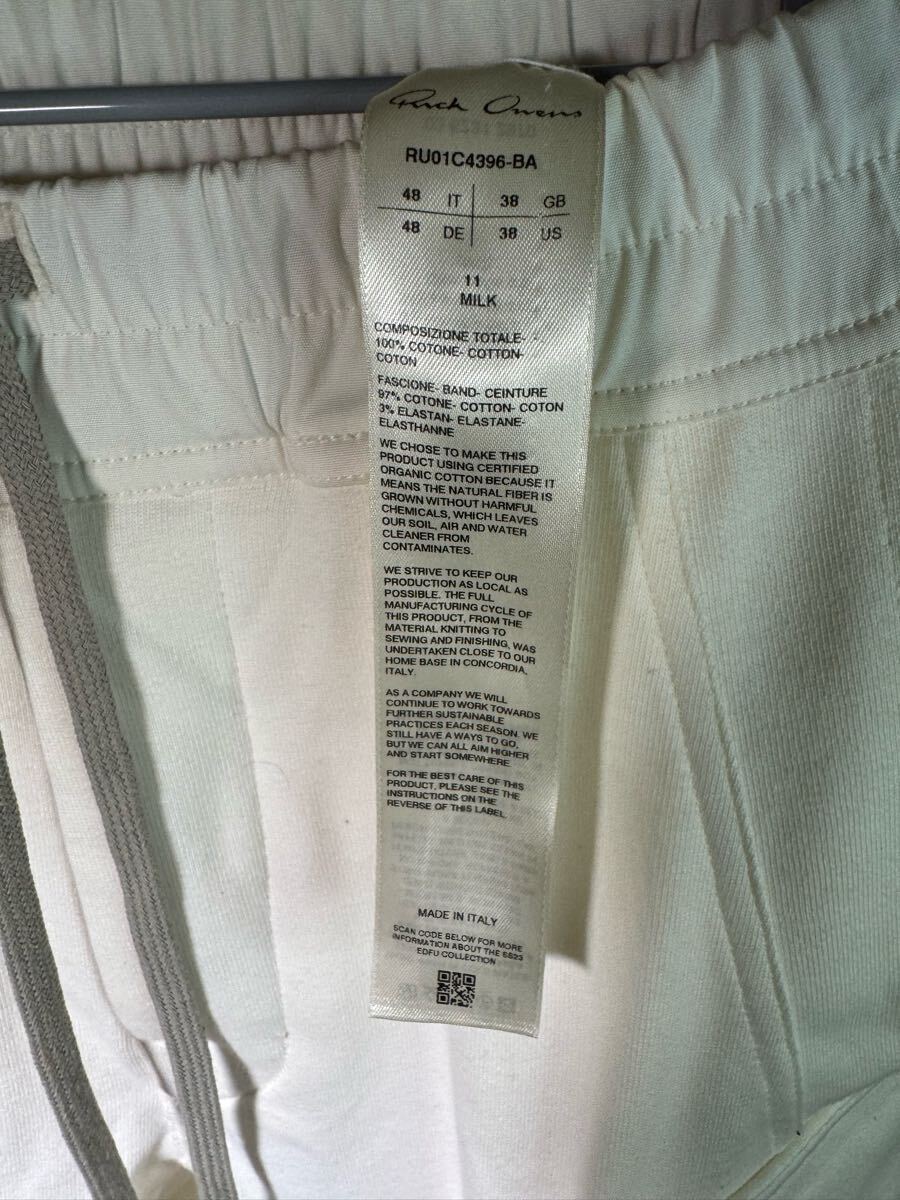 Rick Owens
RU01C4396-BA
48 IT 38 GB
48 DE 38 US
11
MILK
COMPOSIZIONE TOTALE-
100% COTONE- COTTON-
COTON
FASCIONE- BAND- CEINTURE
97% COTONE- COTTON- COTON
3% ELASTAN- ELASTANE-
ELASTHANNE
WE CHOSE TO MAKE THIS
PRODUCT USING CERTIFIED
ORGANIC COTTON BECAUSE IT
MEANS THE NATURAL FIBER IS
GROWN WITHOUT HARMFUL
CHEMICALS, WHICH LEAVES
OUR SOIL, AIR AND WATER
CLEANER FROM
CONTAMINATES.
WE STRIVE TO KEEP OUR
PRODUCTION AS LOCAL AS
POSSIBLE. THE FULL
MANUFACTURING CYCLE OF
THIS PRODUCT, FROM THE
MATERIAL KNITTING TO
SEWING AND FINISHING, WAS
UNDERTAKEN CLOSE TO OUR
HOME BASE IN CONCORDIA,
ITALY.
AS A COMPANY WE WILL
CONTINUE TO WORK TOWARDS
FURTHER SUSTAINABLE
PRACTICES EACH SEASON. WE
STILL HAVE A WAYS TO GO,
BUT WE CAN ALL AIM HIGHER
AND START SOMEWHERE.
FOR THE BEST CARE OF THIS
PRODUCT, PLEASE SEE THE
INSTRUCTIONS ON THE
REVERSE OF THIS LABEL.
MADE IN ITALY
SCAN CODE BELOW FOR MORE
INFORMATION ABOUT THE SS23
EDFU COLLECTION